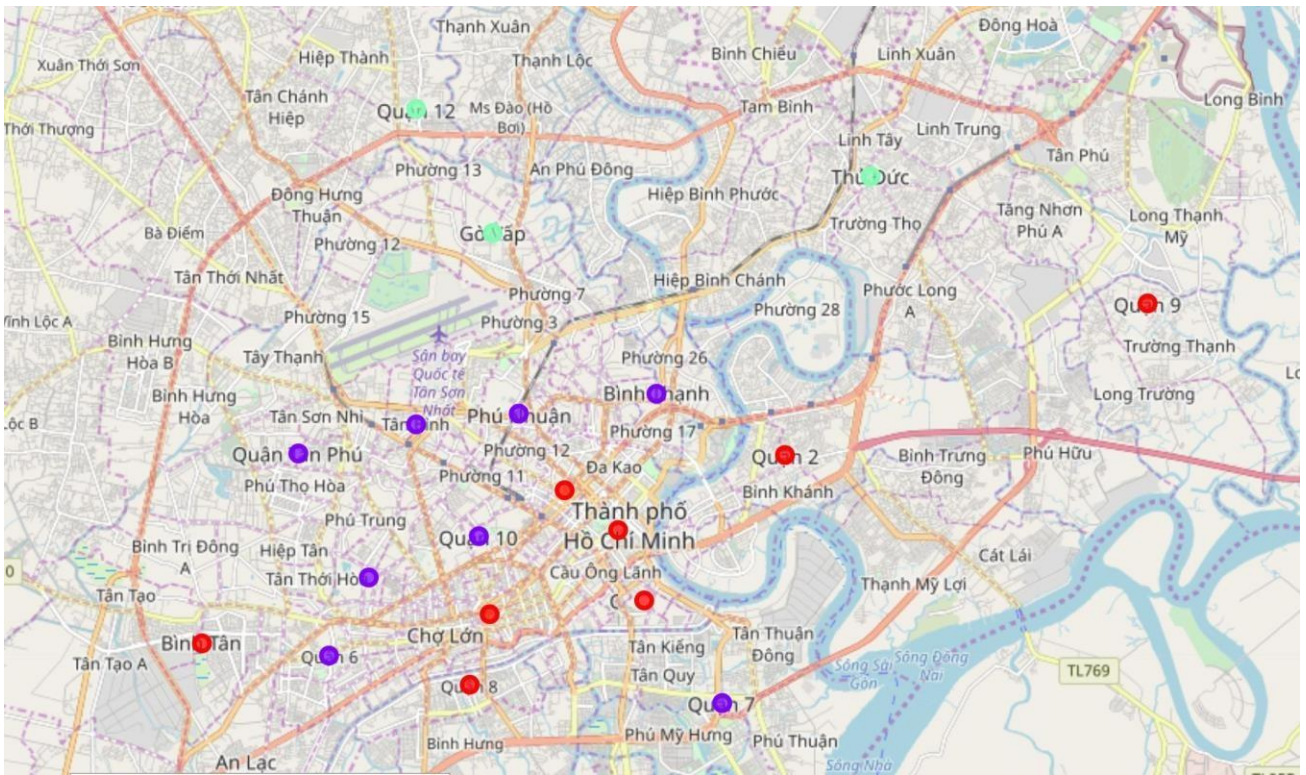 Thạnh Xuân
Đông Hoà
Hiệp Thành
Bình Chiểu
Linh Xuân
Xuân Thới Sơn
Thạnh Lộc
Tân Chánh
Hiệp
Long Bình
Quận 12
Ms Đào (Hồ
Bơi)
Tam Bình
Thới Thượng
Linh Tây
Linh Trung
Tân Phú
Phường 13
An Phú Đông
Thủ Đức
Đông Hưng
Thuận
Hiệp Bình Phước
Tăng Nhơn
Phú A
Long Thạnh
Mỹ
Trường Thọ
Bà Điểm
Phường 12
Gò Vấp
Tân Thới Nhất
Hiệp Bình Chánh
Phường 7
Phước Long
A
Quận 9
Phường 28
Phường 15
Phường 3
Vĩnh Lộc A
Bình Hưng
Hòa B
Tây Thạnh
Sân bay
Quốc tế
Tân Sơn
Nhất
Phường 26
Trường Thạnh
Bình Hưng
Hòa
Bình Thạnh
Long Trường
Lộc B
Tân Sơn Nhì
Tân Bình
Phú Nhuận
Phường 17
Quận Tân Phú
Phường 12
Quận 2
Bình Trưng
Đông
Phú Hữu
Phú Thọ Hòa
Phường 11
Đa Kao
Bình Khánh
Phú Trung
Thành phố
Hồ Chí Minh
Quận 10
Bình Trị Đông
A
Hiệp Tân
Cát Lái
Tân Thới Hòa
Cầu Ông Lãnh
Thạnh Mỹ Lợi
0
Tân Tạo
Chợ Lớn
Tân Thuận
Đông
Bình Tân
Tân Kiểng
Tân Tạo A
Quận 6
Sông Sài
Gòn
Sông Đồng
Nai
TL769
Quận 8
Tân Quy
Quận 7
Bình Hưng
Phú Mỹ Hưng
Phú Thuận
An Lạc
Sông Nhà